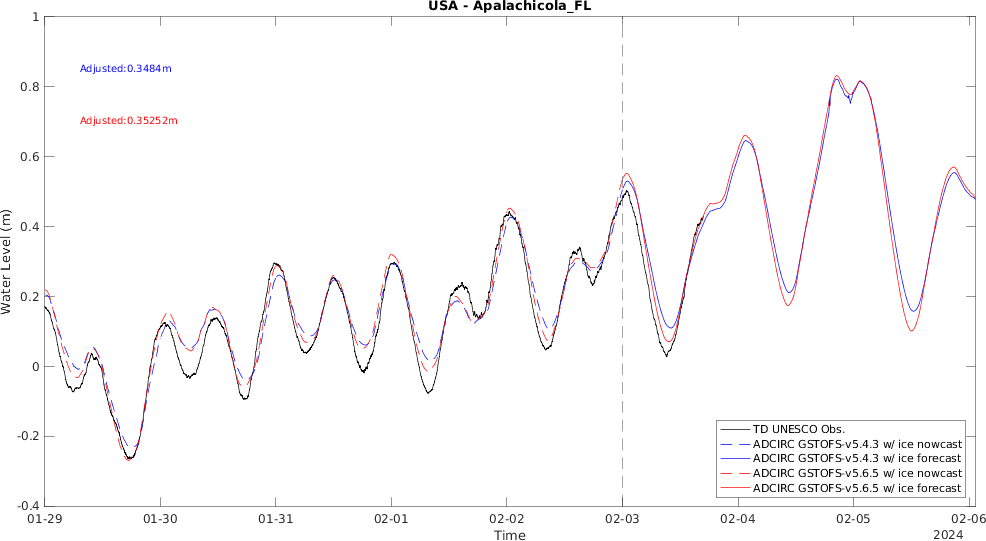 USA - Apalachicola_FL
1
0.8
0.6
0.4
0.2
0
-0.2
-0.4
Water Level (m)
Adjusted:0.3484m
Adjusted:0.35252m
TD UNESCO Obs.
ADCIRC GSTOFS-v5.4.3 w/ ice nowcast
ADCIRC GSTOFS-v5.4.3 w/ ice forecast
ADCIRC GSTOFS-v5.6.5 w/ ice nowcast
ADCIRC GSTOFS-v5.6.5 w/ ice forecast
01-29 01-30 01-31 02-01 02-02 02-03 02-04 02-05 02-06
Time
2024